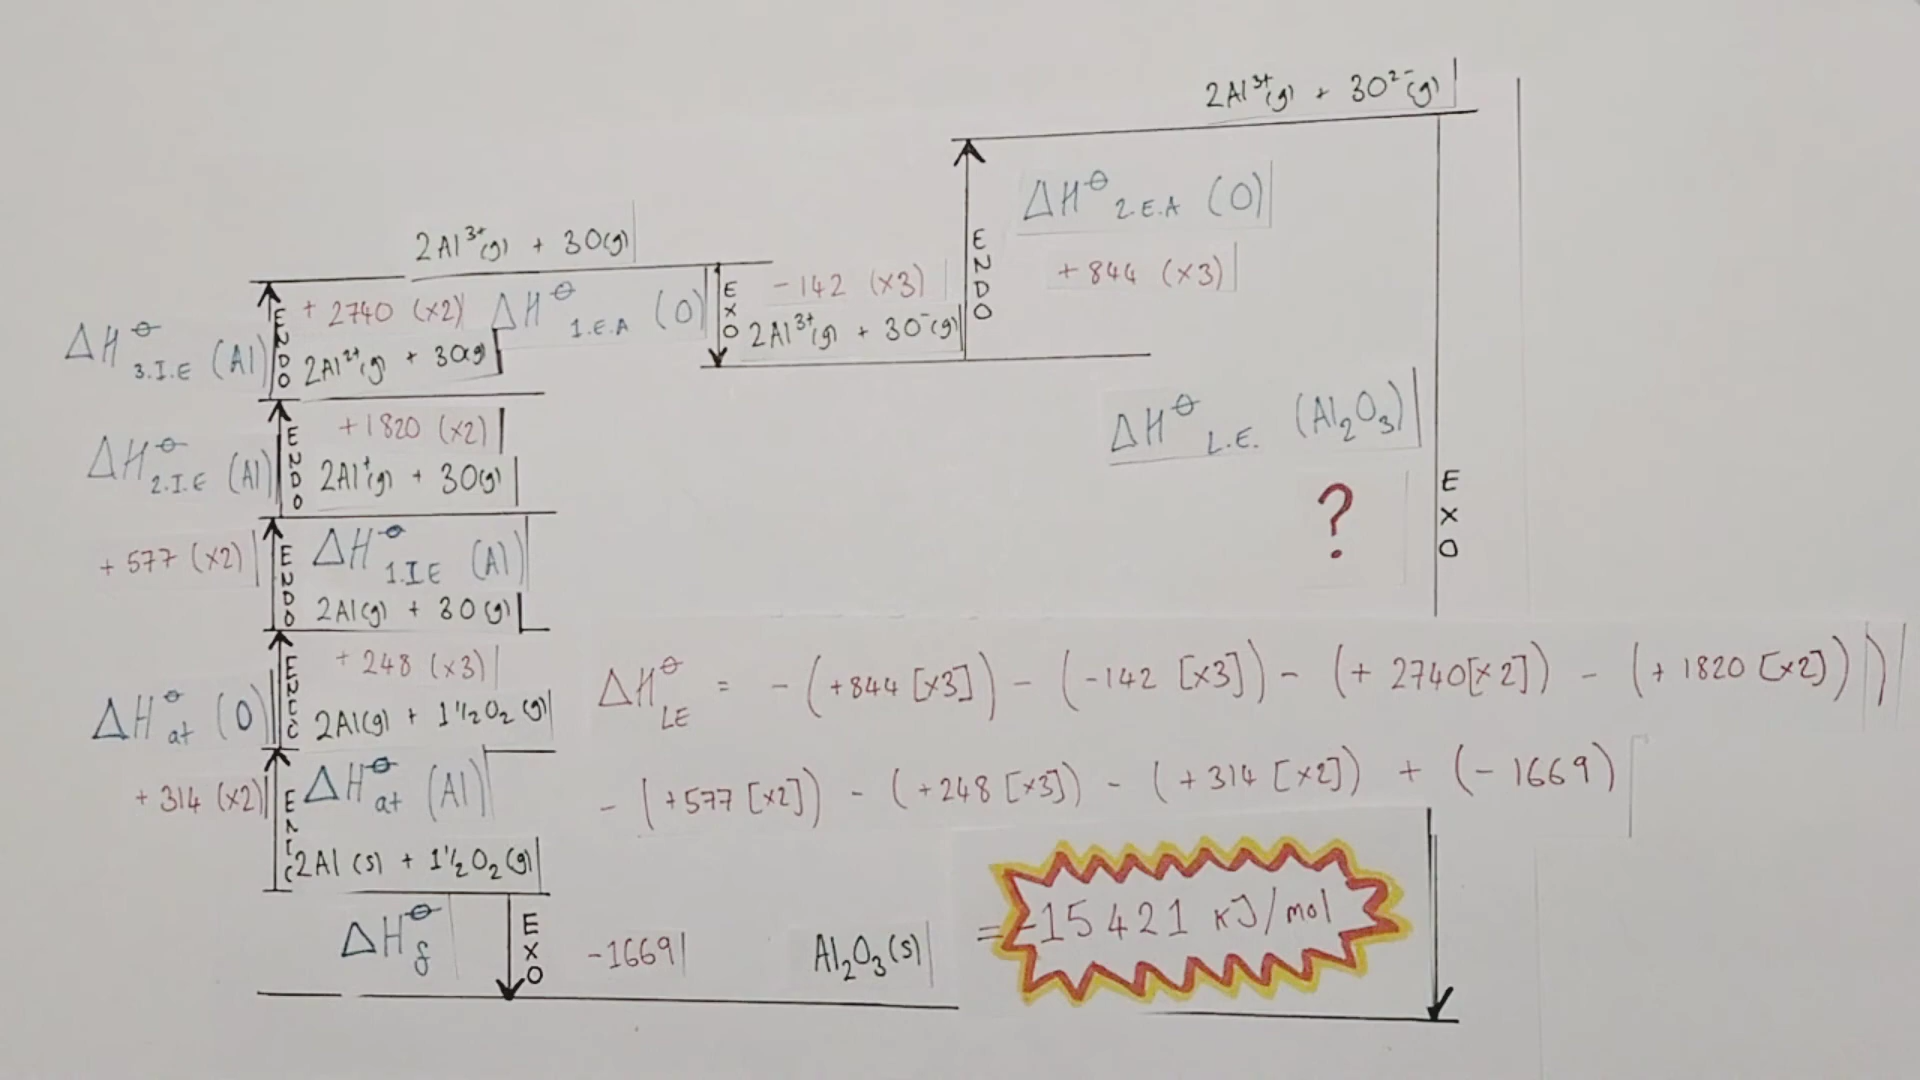 2Al³⁺(g) + 3O²⁻(g)
ΔH⦵ 2.E.A (O)
+844 (x3)
ENDO
2Al³⁺(g) + 3O(g)
ΔH⦵ 3.I.E (Al)
ENDO
+2740 (x2)
ΔH⦵ 1.E.A (O)
EXO
-142 (x3)
2Al³⁺(g) + 3O⁻(g)
2Al²⁺(g) + 3O(g)
ΔH⦵ L.E. (Al₂O₃)
?
EXO
ΔH⦵ 2.I.E (Al)
ENDO
+1820 (x2)
2Al⁺(g) + 3O(g)
+577 (x2)
ENDO
ΔH⦵ 1.I.E (Al)
2Al(g) + 3O(g)
ΔH⦵ at (O)
+248 (x3)
2Al(g) + 1½O₂(g)
ΔH⦵ LE = -(+844 [x3]) - (-142 [x3]) - (+2740[x2]) - (+1820 [x2]))
-(+577 [x2]) - (+248 [x3]) - (+314 [x2]) + (-1669)
+314 (x2)
ΔH⦵ at (Al)
2Al(s) + 1½O₂(g)
= -15421 KJ/mol
ΔH⦵ f
EXO
-1669
Al₂O₃(s)